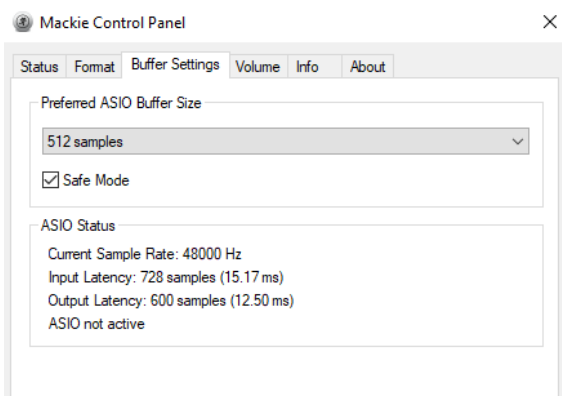 Mackie Control Panel
Status Format Buffer Settings Volume Info About
Preferred ASIO Buffer Size
512 samples
Safe Mode
ASIO Status
Current Sample Rate: 48000 Hz
Input Latency: 728 samples (15.17 ms)
Output Latency: 600 samples (12.50 ms)
ASIO not active